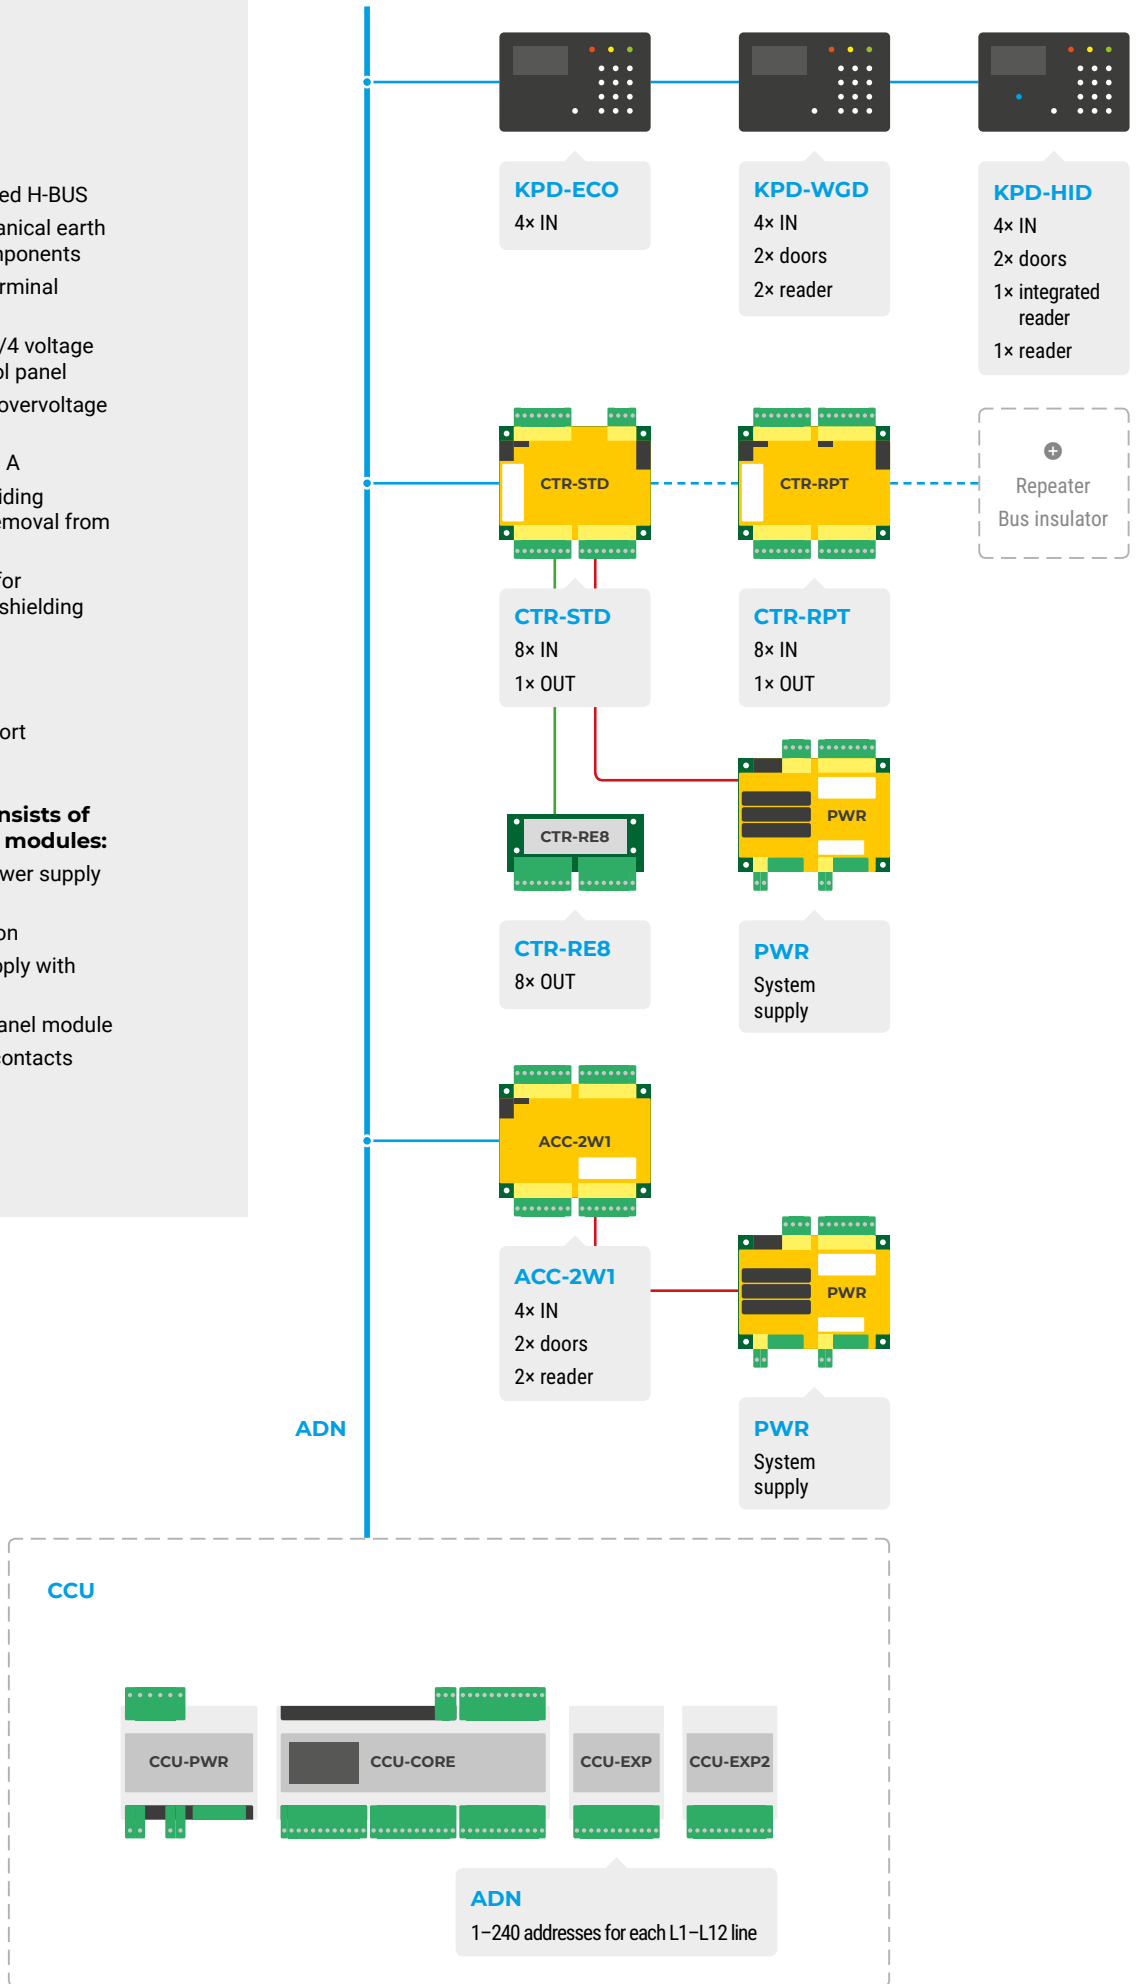 ed H-BUS
anical earth
nponents
rminal
/4 voltage
ol panel
overvoltage
A
iding
emoval from
for
shielding
ort
nsists of
modules:
wer supply
on
pply with
anel module
contacts
KPD-ECO
4× IN
KPD-WGD
4× IN
2× doors
2× reader
KPD-HID
4× IN
2× doors
1× integrated
reader
1× reader
CTR-STD
CTR-RPT
Repeater
Bus insulator
CTR-STD
8× IN
1× OUT
CTR-RPT
8× IN
1× OUT
CTR-RE8
PWR
CTR-RE8
8× OUT
PWR
System
supply
ACC-2W1
ACC-2W1
4× IN
2× doors
2× reader
PWR
PWR
System
supply
ADN
CCU
CCU-PWR
CCU-CORE
CCU-EXP
CCU-EXP2
ADN
1–240 addresses for each L1–L12 line